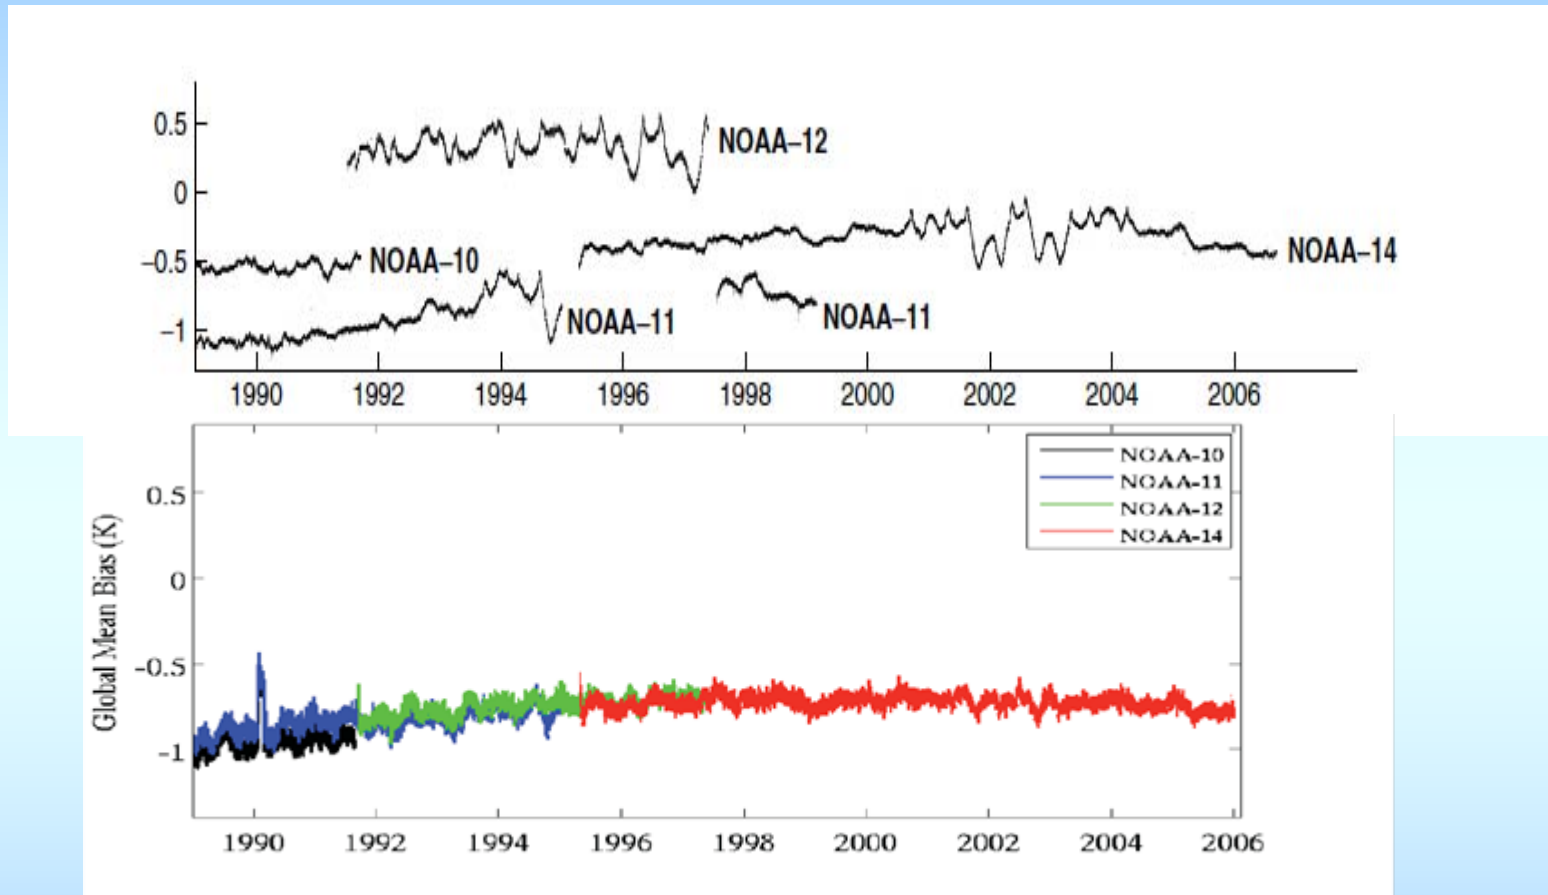 0.5
NOAA–12
0
NOAA–10
NOAA–14
−0.5
NOAA–11
NOAA–11
−1
1990 1992 1994 1996 1998 2000 2002 2004 2006
NOAA-10
NOAA-11
NOAA-12
NOAA-14
Global Mean Bias (K)
0.5
0
-0.5
-1
1990 1992 1994 1996 1998 2000 2002 2004 2006